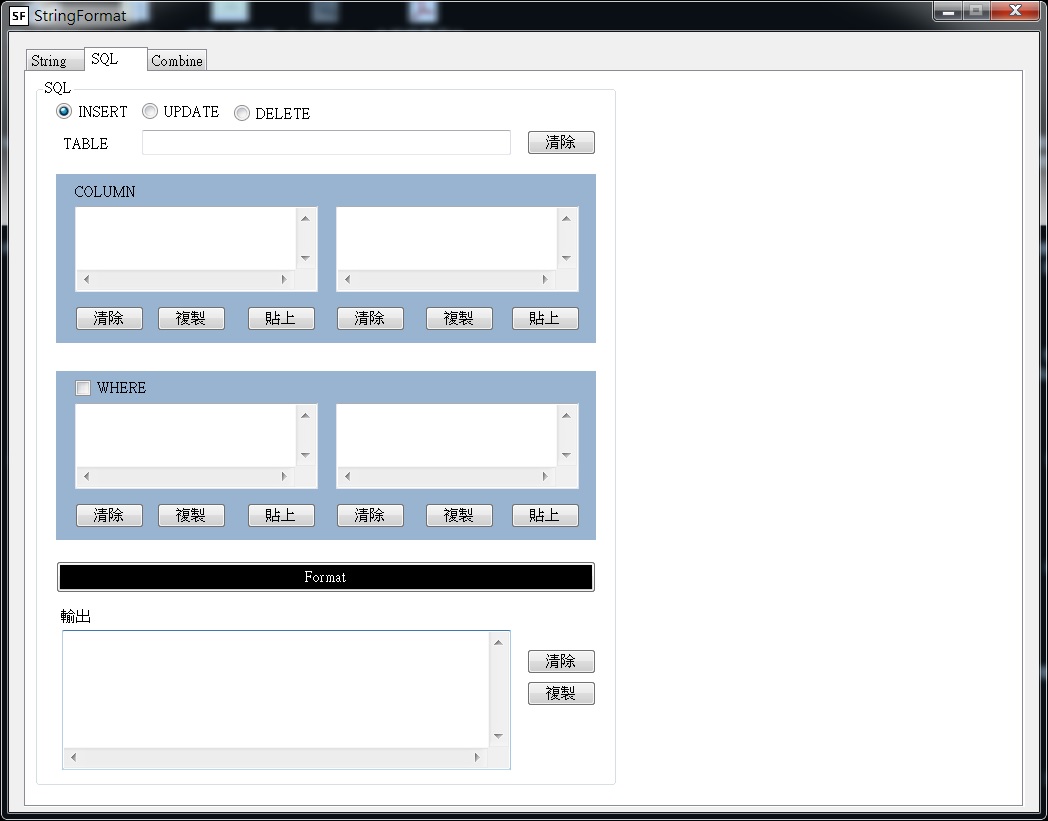 SF StringFormat
String SQL Combine
SQL
INSERT UPDATE DELETE
TABLE 清除
COLUMN
清除 複製 貼上 清除 複製 貼上
WHERE
清除 複製 貼上 清除 複製 貼上
Format
輸出
清除
複製